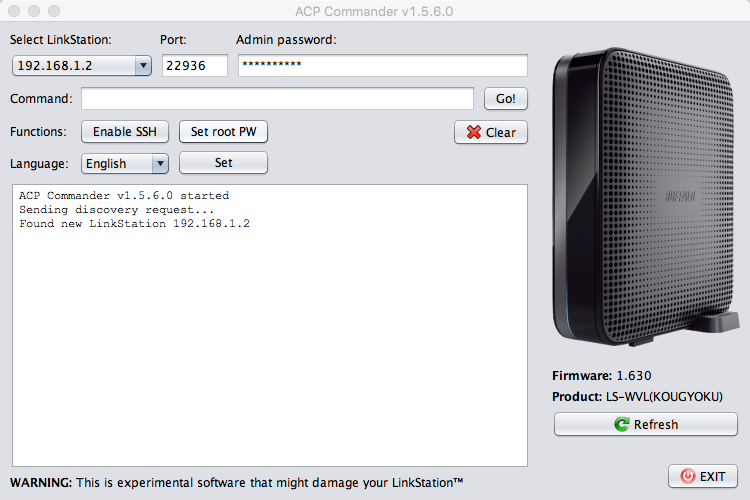 ACP Commander v1.5.6.0
Select LinkStation: Port: Admin password:
192.168.1.2 22936 **********
Command: Go!
Functions: Enable SSH Set root PW Clear
Language: English Set
ACP Commander v1.5.6.0 started
Sending discovery request...
Found new LinkStation 192.168.1.2
BUFFALO
Firmware: 1.630
Product: LS-WVL(KOUGYOKU)
Refresh
WARNING: This is experimental software that might damage your LinkStation™
EXIT